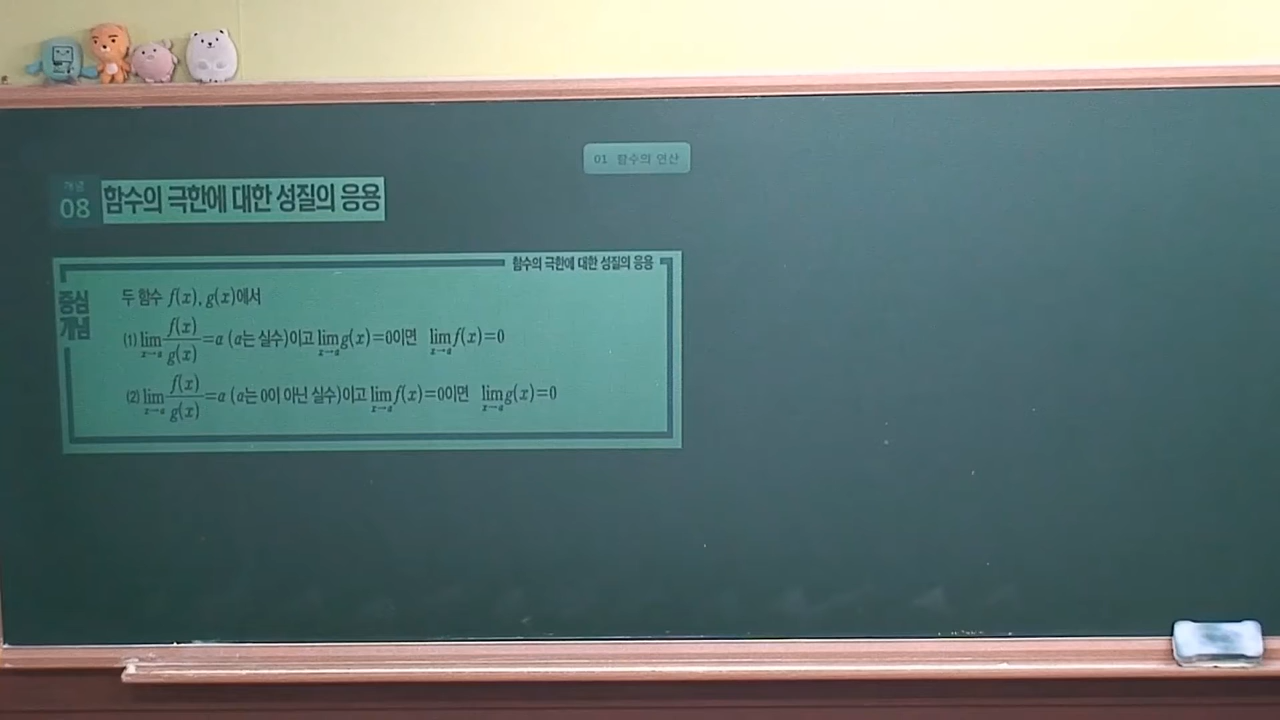 01 함수의 연산
개념
08 함수의 극한에 대한 성질의 응용
함수의 극한에 대한 성질의 응용
중심
개념
두 함수 f(x), g(x)에서
(1) lim_{x→a} f(x)/g(x) = α (α는 실수)이고 lim_{x→a} g(x)=0이면 lim_{x→a} f(x)=0
(2) lim_{x→a} f(x)/g(x) = α (α는 0이 아닌 실수)이고 lim_{x→a} f(x)=0이면 lim_{x→a} g(x)=0